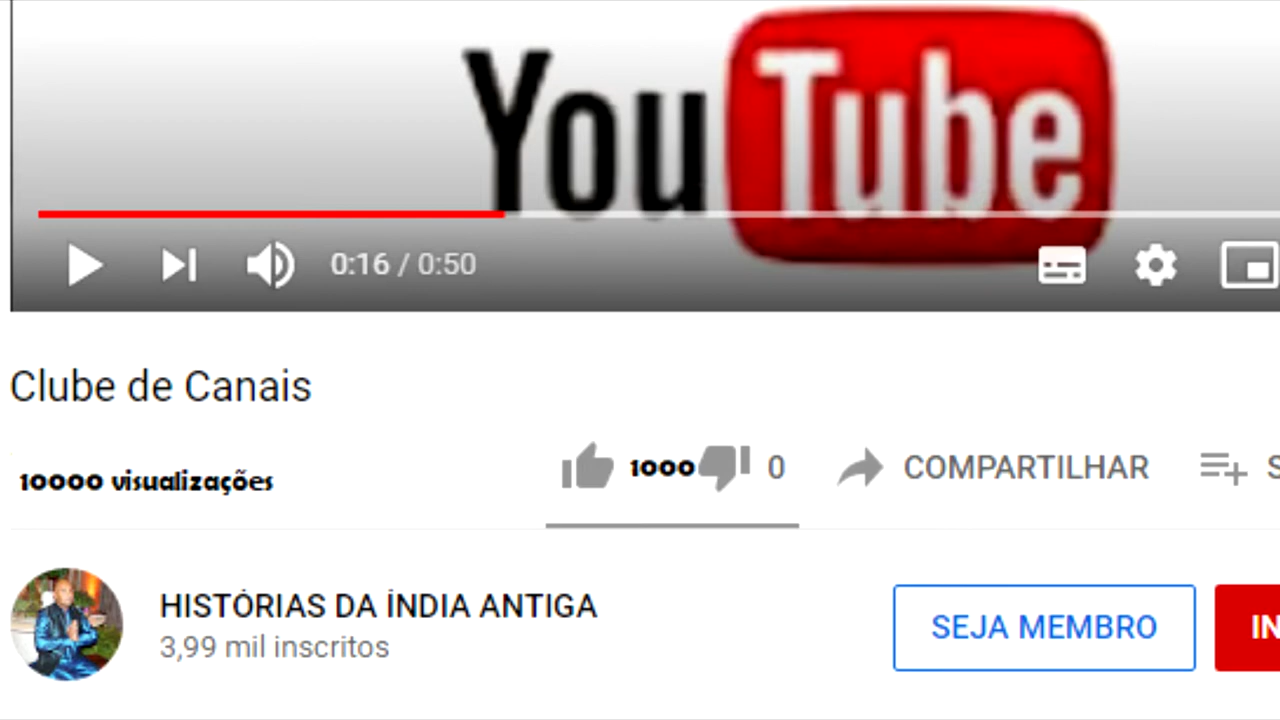 YouTube
0:16 / 0:50
Clube de Canais
10000 visualizações
1000 0 COMPARTILHAR S
HISTÓRIAS DA ÍNDIA ANTIGA
3,99 mil inscritos
SEJA MEMBRO IN